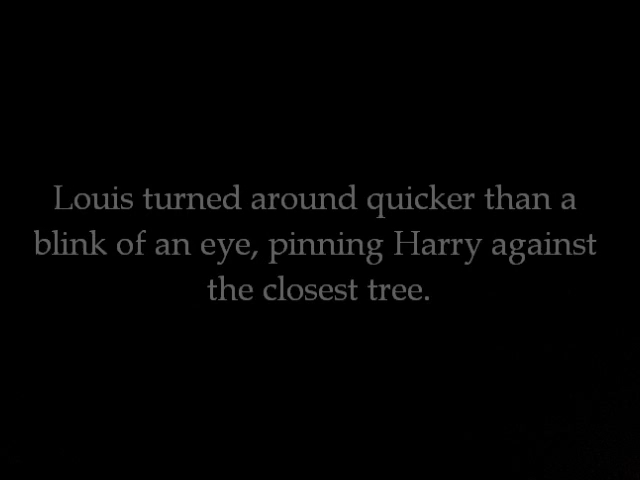 Louis turned around quicker than a
blink of an eye, pinning Harry against
the closest tree.